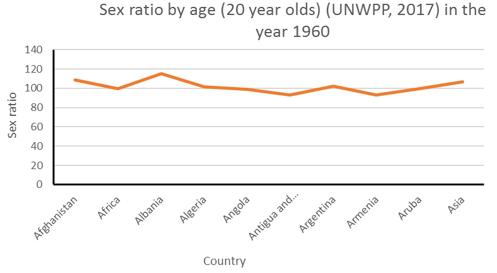 Sex ratio by age (20 year olds) (UNWPP, 2017) in the
year 1960
140
120
100
80
60
40
20
0
Sex ratio
Afghanistan
Africa
Albania
Algeria
Angola
Antigua and...
Argentina
Armenia
Aruba
Asia
Country